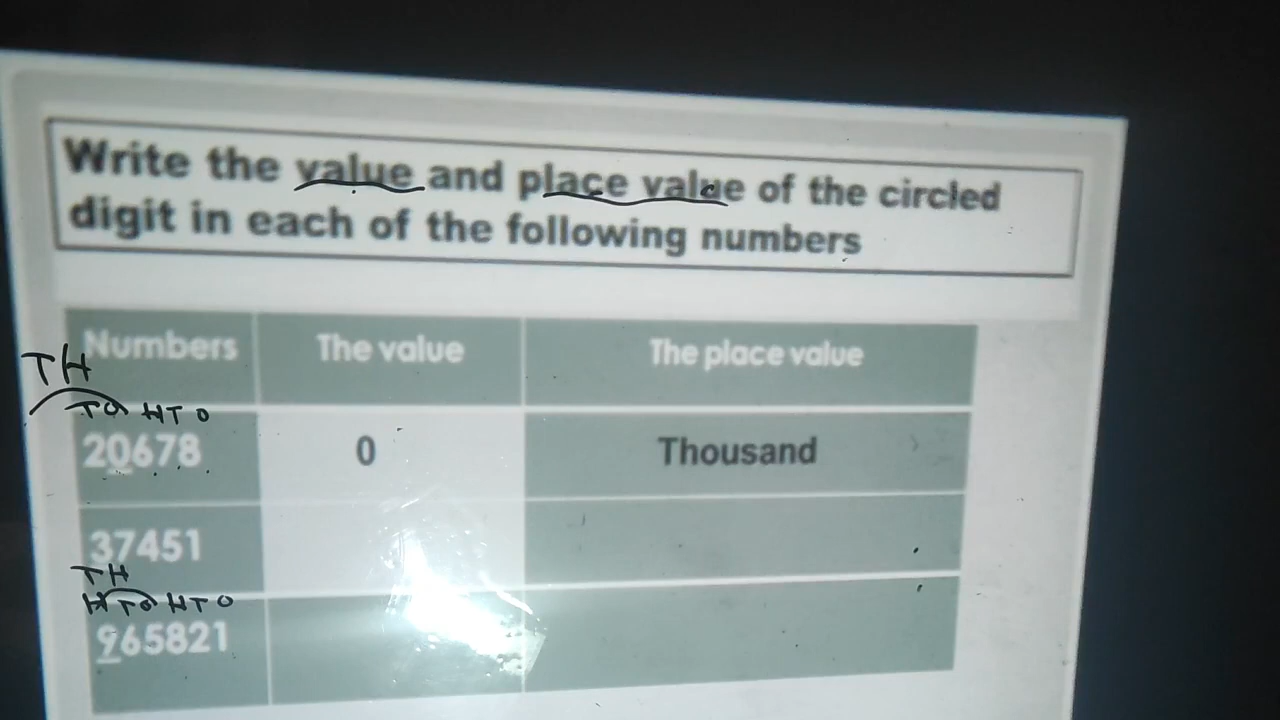 Write the value and place value of the circled
digit in each of the following numbers
Numbers The value The place value
TH
TO HTO
20678 0 Thousand
37451
TH
HTO HTO
965821